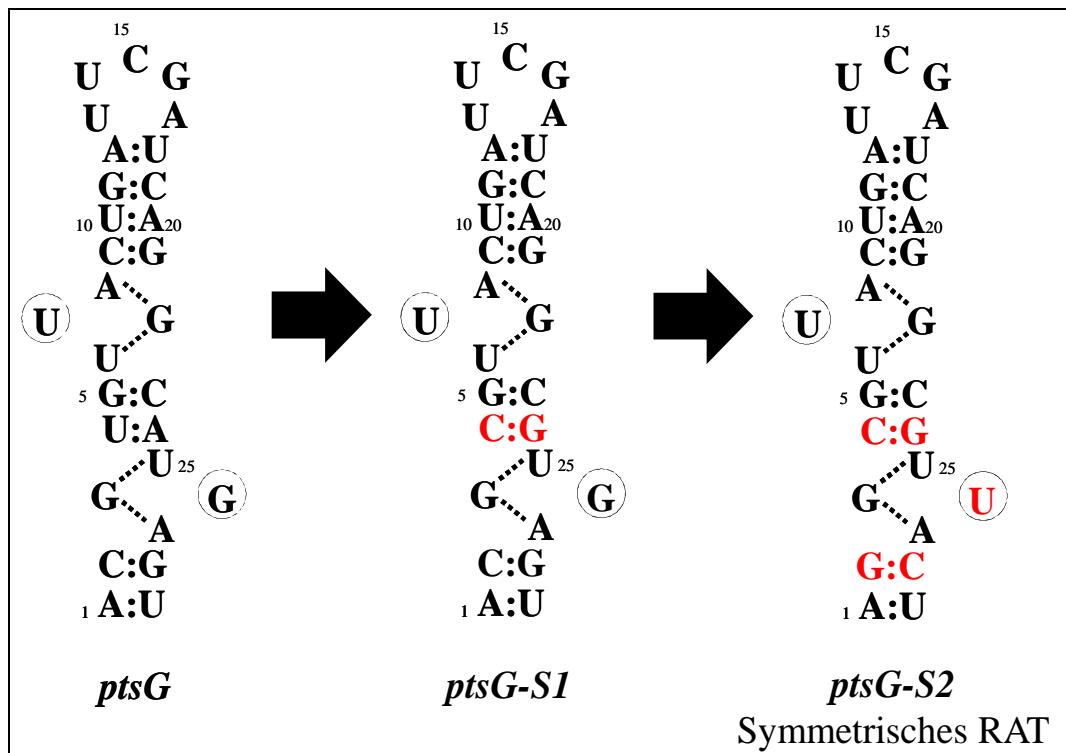 15 15 15
C C C
U G U G U G
U A U A U A
A:U A:U A:U
G:C G:C G:C
10 U:A 20 10 U:A 20 10 U:A 20
C:G C:G C:G
A A A
U G U G U G
U U U
5 G:C 5 G:C 5 G:C
U:A C:G C:G
U 25 U 25 U 25
G G G G G U
A A A
C:G C:G G:C
1 A:U 1 A:U 1 A:U
ptsG ptsG-S1 ptsG-S2
Symmetrisches RAT